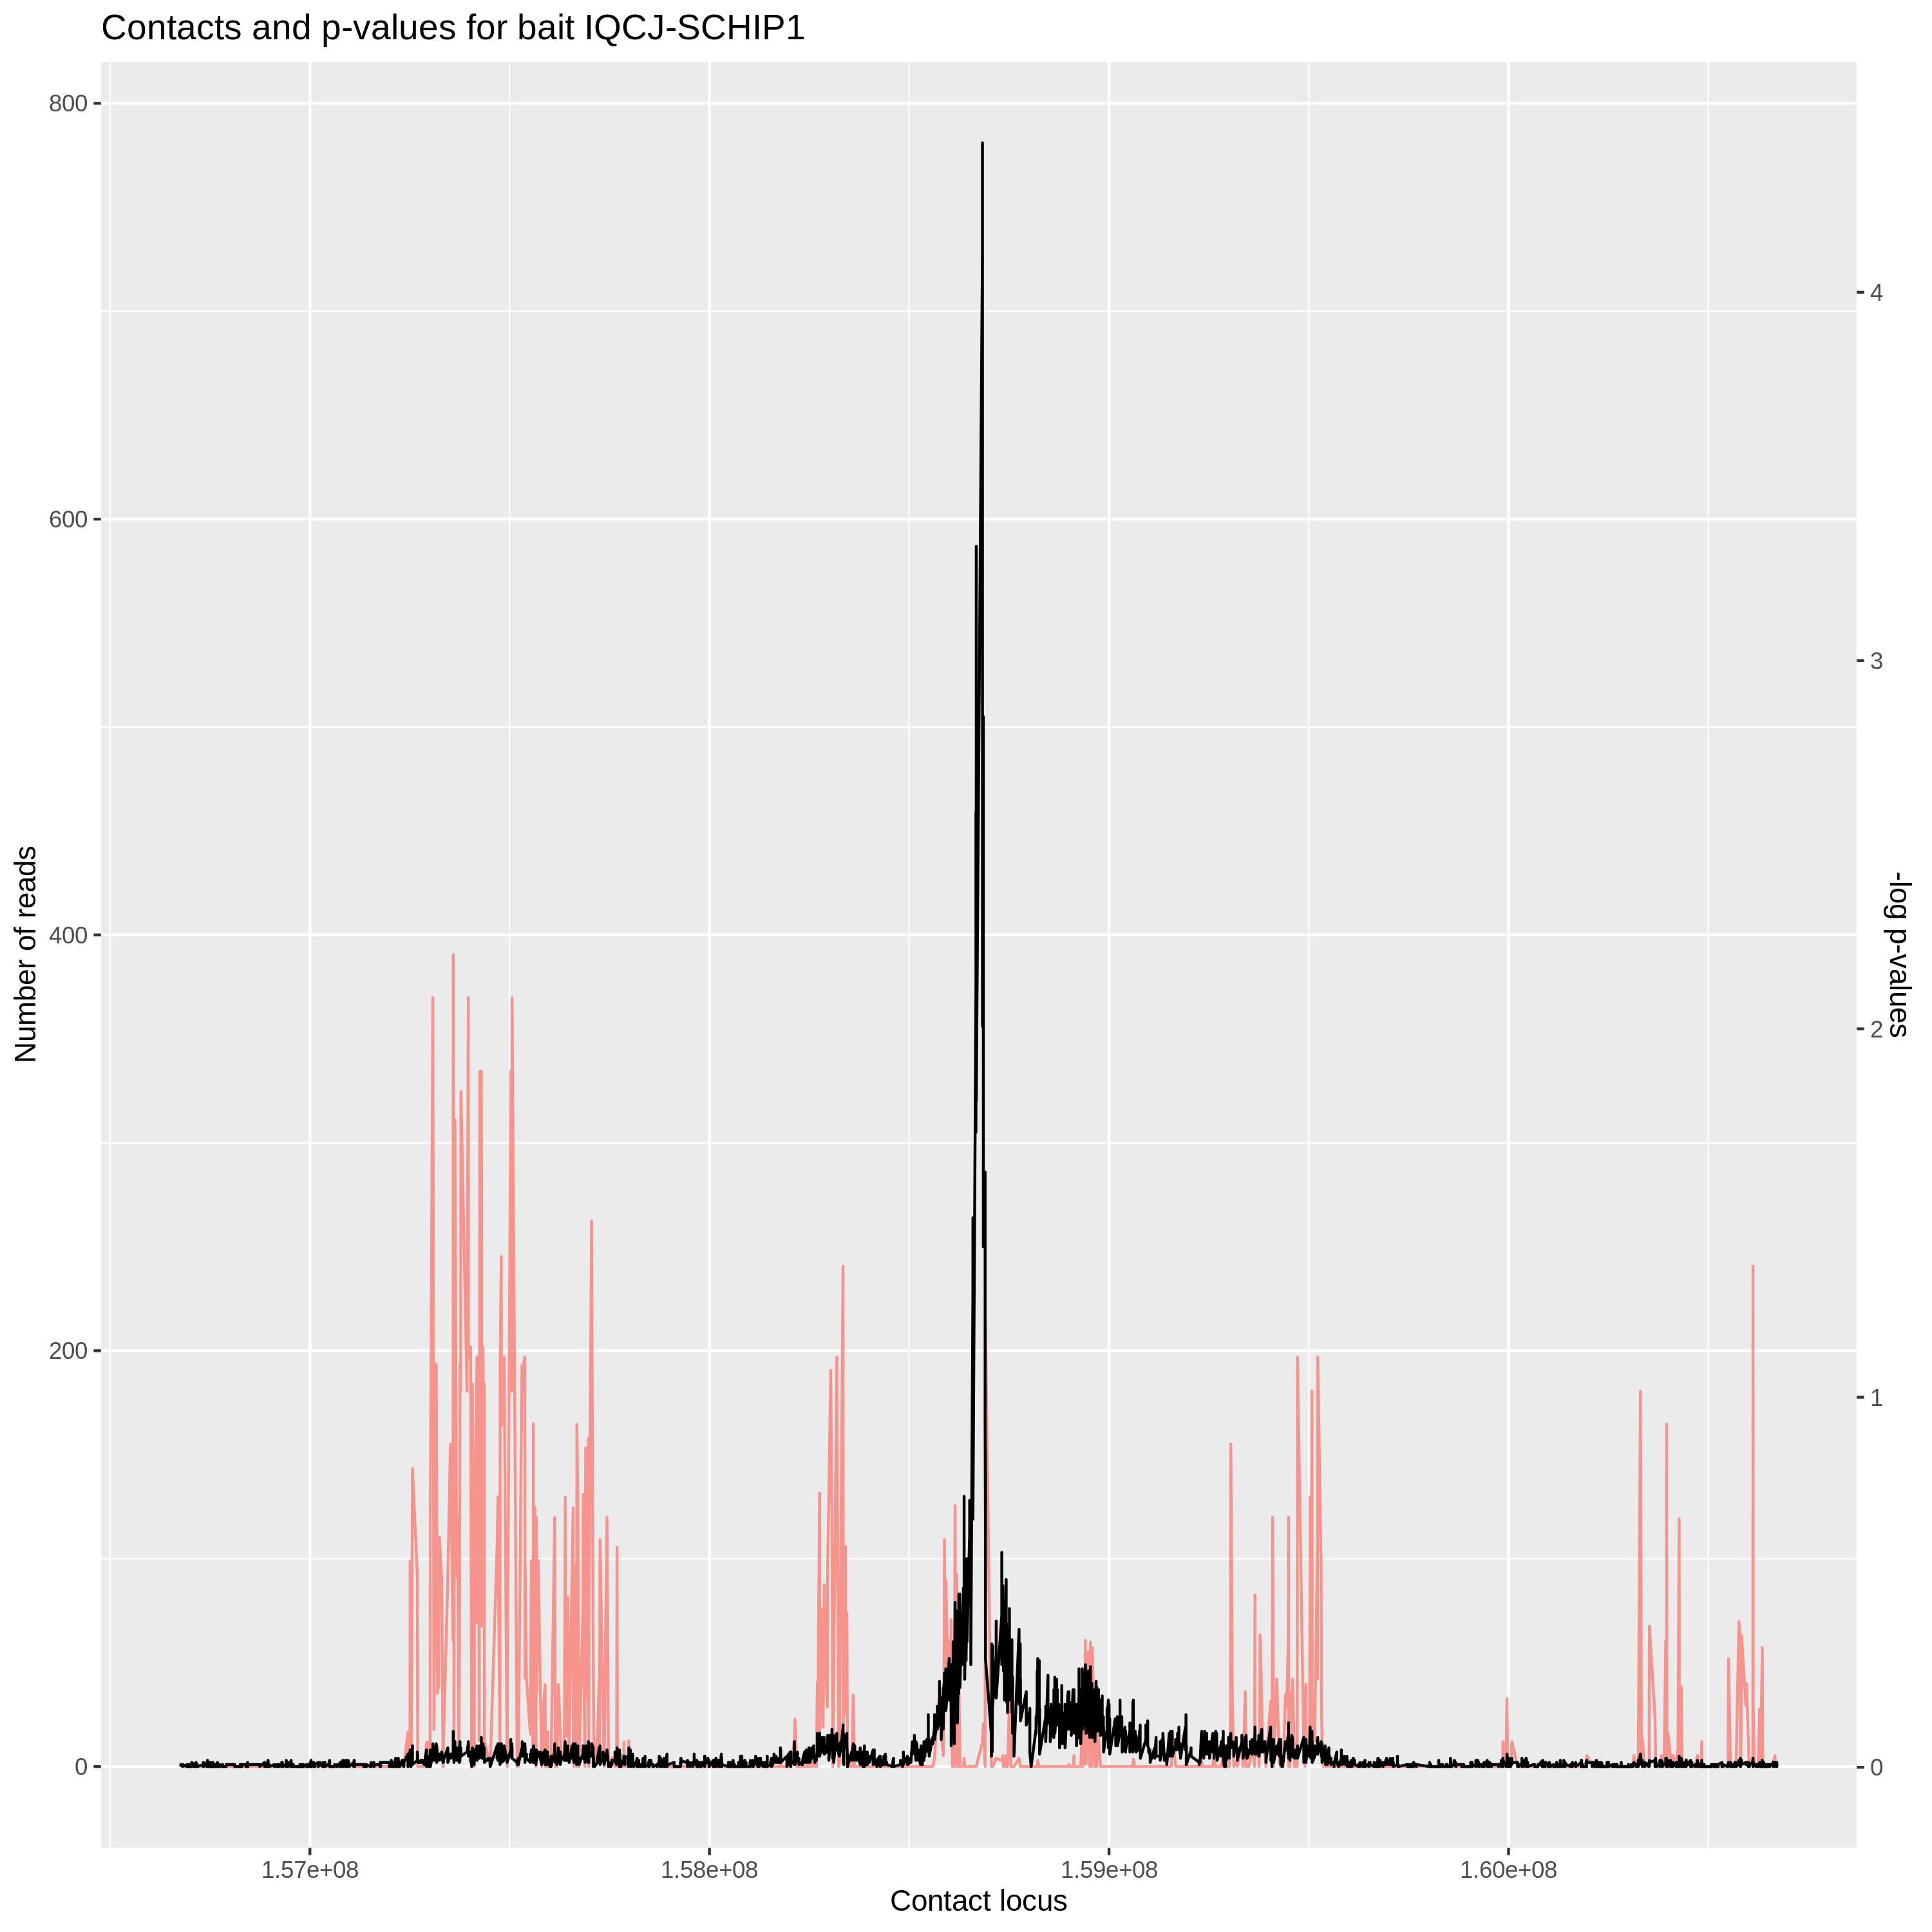 Contacts and p-values for bait IQCJ-SCHIP1
800
600
400
200
0
Number of reads
4
3
2
1
0
-log p-values
1.57e+08
1.58e+08
1.59e+08
1.60e+08
Contact locus